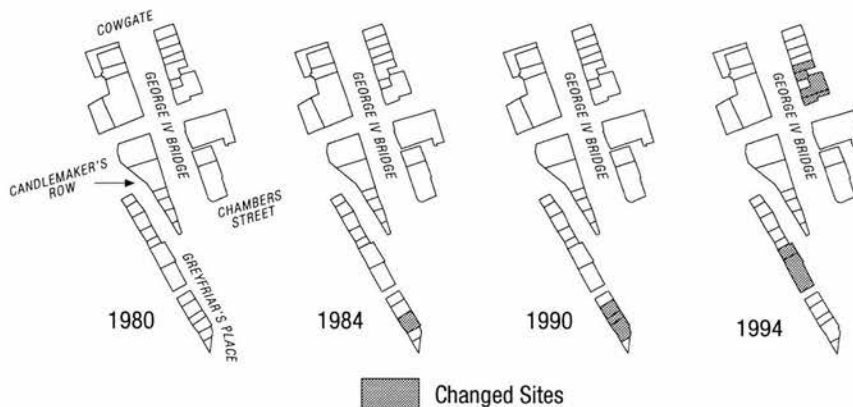 COWGATE
GEORGE IV BRIDGE
CANDLEMAKER'S
ROW
CHAMBERS
STREET
GREYFRIAR'S PLACE
1980
GEORGE IV BRIDGE
1984
GEORGE IV BRIDGE
1990
GEORGE IV BRIDGE
1994
Changed Sites